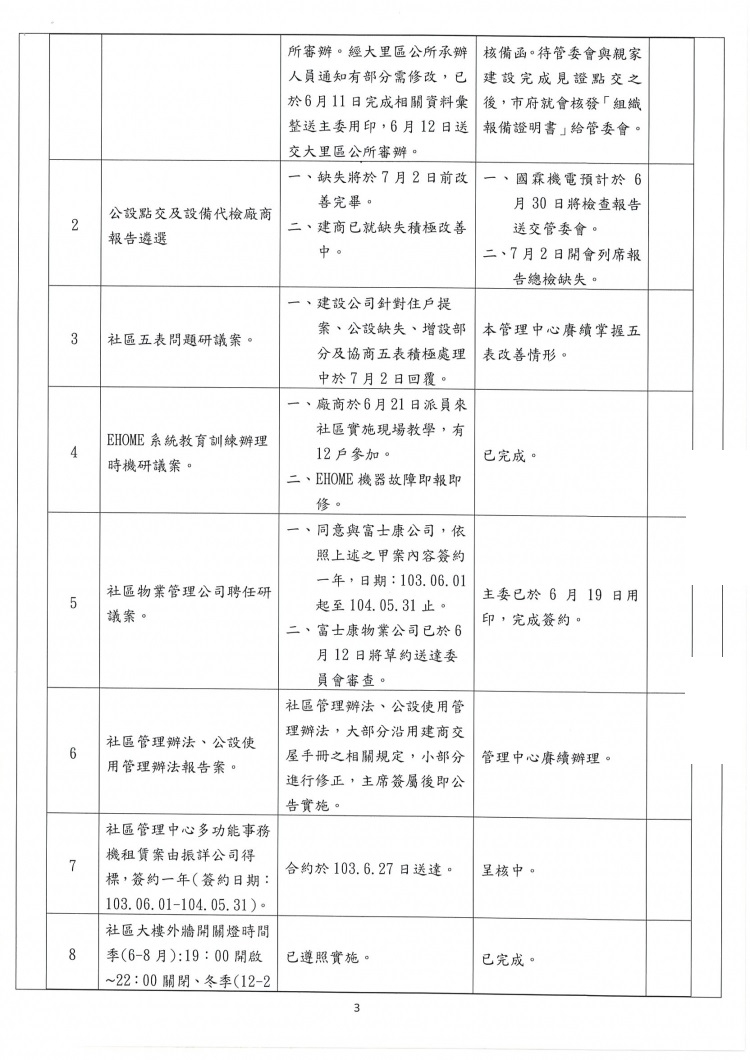 所審辦。經大里區公所承辦
人員通知有部分需修改，已
於6月11日完成相關資料彙
整送主委用印，6月12日送
交大里區公所審辦。
核備函。待管委會與親家
建設完成見證點交之
後，市府就會核發「組織
報備證明書」給管委會。
2
公設點交及設備代檢廠商
報告遴選
一、缺失將於7月2日前改
善完畢。
二、建商已就缺失積極改善
中。
一、國霖機電預計於 6
月30日將檢查報告
送交管委會。
二、7月2日開會列席報
告總檢缺失。
3
社區五表問題研議案。
一、建設公司針對住戶提
案、公設缺失、增設部
分及協商五表積極處理
中於7月2日回覆。
本管理中心賡續掌握五
表改善情形。
4
EHOME系統教育訓練辦理
時機研議案。
一、廠商於6月21日派員來
社區實施現場教學，有
12戶參加。
二、EHOME機器故障即報即
修。
已完成。
5
社區物業管理公司聘任研
議案。
一、同意與富士康公司，依
照上述之甲案內容簽約
一年，日期：103.06.01
起至104.05.31止。
二、富士康物業公司已於6
月12日將草約送達委
員會審查。
主委已於 6 月 19 日用
印，完成簽約。
6
社區管理辦法、公設使
用管理辦法報告案。
社區管理辦法、公設使用管
理辦法，大部分沿用建商交
屋手冊之相關規定，小部分
進行修正，主席簽屬後即公
告實施。
管理中心賡續辦理。
7
社區管理中心多功能事務
機租賃案由振詳公司得
標，簽約一年(簽約日期：
103.06.01-104.05.31)。
合約於103.6.27日送達。
呈核中。
8
社區大樓外牆開關燈時間
季(6-8月):19：00開啟
~22：00關閉、冬季(12-2
已遵照實施。
已完成。
3